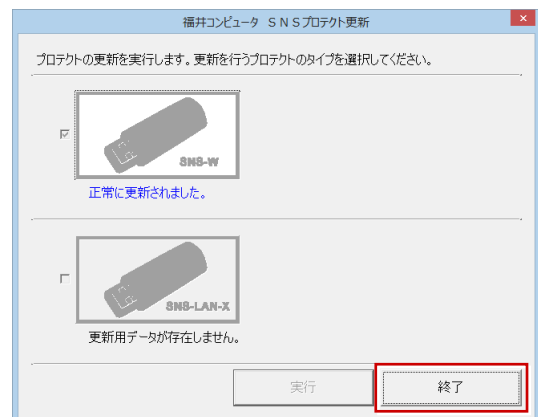 福井コンピュータ ＳＮＳプロテクト更新
プロテクトの更新を実行します。更新を行うプロテクトのタイプを選択してください。
SNS-W
正常に更新されました。
SNS-LAN-X
更新用データが存在しません。
実行
終了